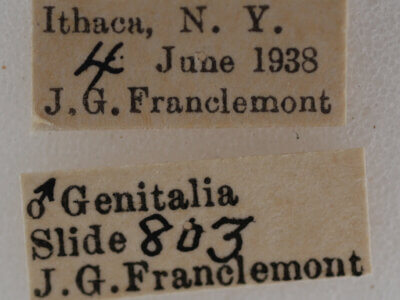 Ithaca, N. Y.
4 June 1938
J.G. Franclemont
♂ Genitalia
Slide 803
J.G. Franclemont